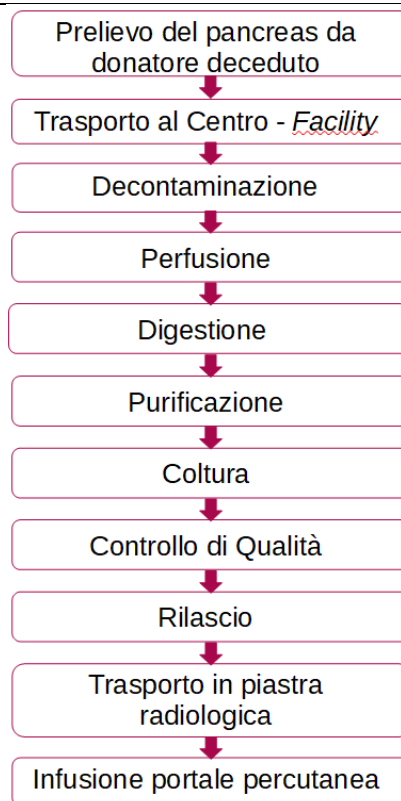 Prelievo del pancreas da
donatore deceduto
Trasporto al Centro - Facility
Decontaminazione
Perfusione
Digestione
Purificazione
Coltura
Controllo di Qualità
Rilascio
Trasporto in piastra
radiologica
Infusione portale percutanea